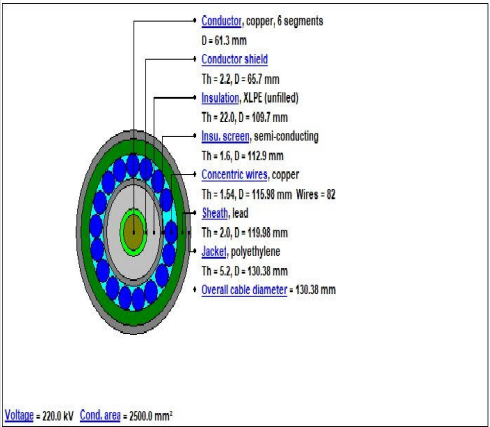 Conductor, copper, 6 segments
D = 61.3 mm
Conductor shield
Th = 2.2, D = 65.7 mm
Insulation, XLPE (unfilled)
Th = 22.0, D = 109.7 mm
Insu. screen, semi-conducting
Th = 1.6, D = 112.9 mm
Concentric wires, copper
Th = 1.54, D = 115.98 mm Wires = 82
Sheath, lead
Th = 2.0, D = 119.98 mm
Jacket, polyethylene
Th = 5.2, D = 130.38 mm
Overall cable diameter = 130.38 mm
Voltage = 220.0 kV Cond. area = 2500.0 mm²